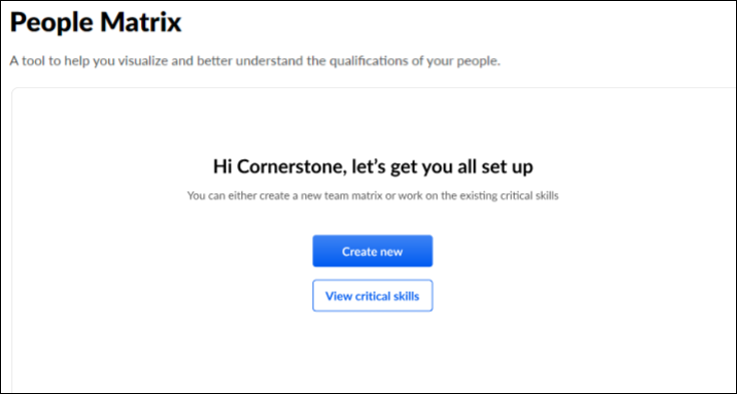 People Matrix
A tool to help you visualize and better understand the qualifications of your people.
Hi Cornerstone, let's get you all set up
You can either create a new team matrix or work on the existing critical skills
Create new
View critical skills